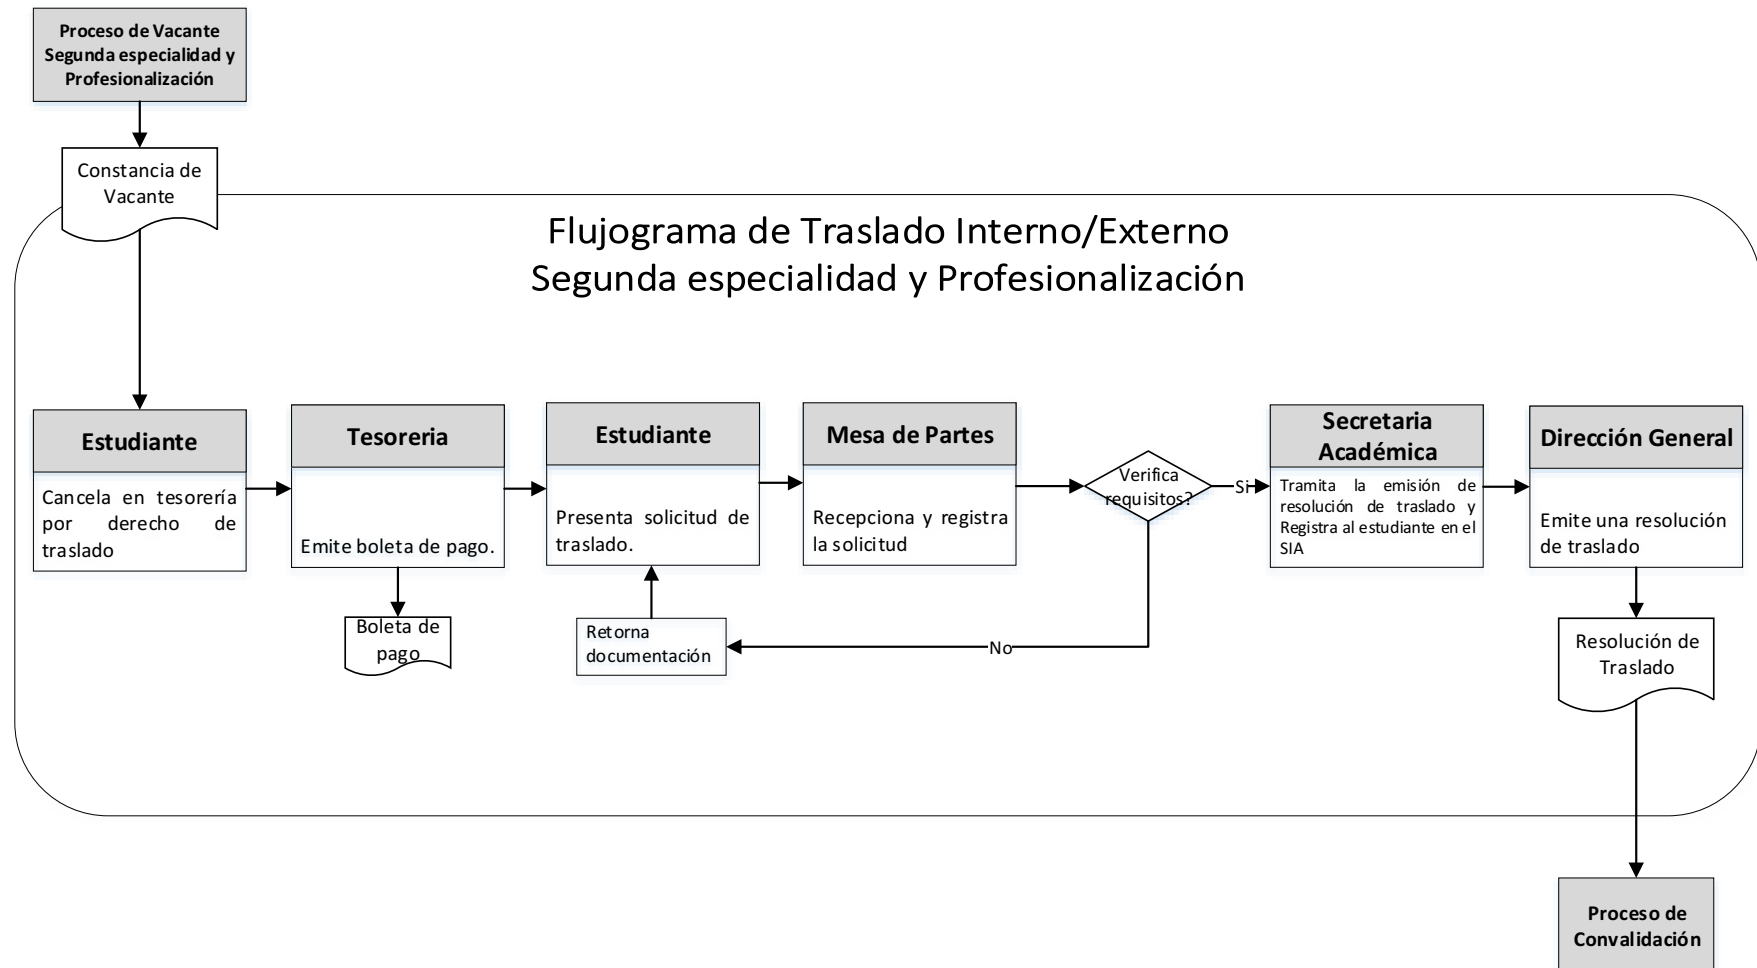 Proceso de Vacante
Segunda especialidad y
Profesionalización
Constancia de
Vacante
Flujograma de Traslado Interno/Externo
Segunda especialidad y Profesionalización
Estudiante
Cancela en tesorería
por derecho de
traslado
Tesoreria
Emite boleta de pago.
Boleta de
pago
Estudiante
Presenta solicitud de
traslado.
Retorna
documentación
Mesa de Partes
Recepciona y registra
la solicitud
Verifica
requisitos?
Si
No
Secretaria
Académica
Tramita la emisión de
resolución de traslado y
Registra al estudiante en el
SIA
Dirección General
Emite una resolución
de traslado
Resolución de
Traslado
Proceso de
Convalidación